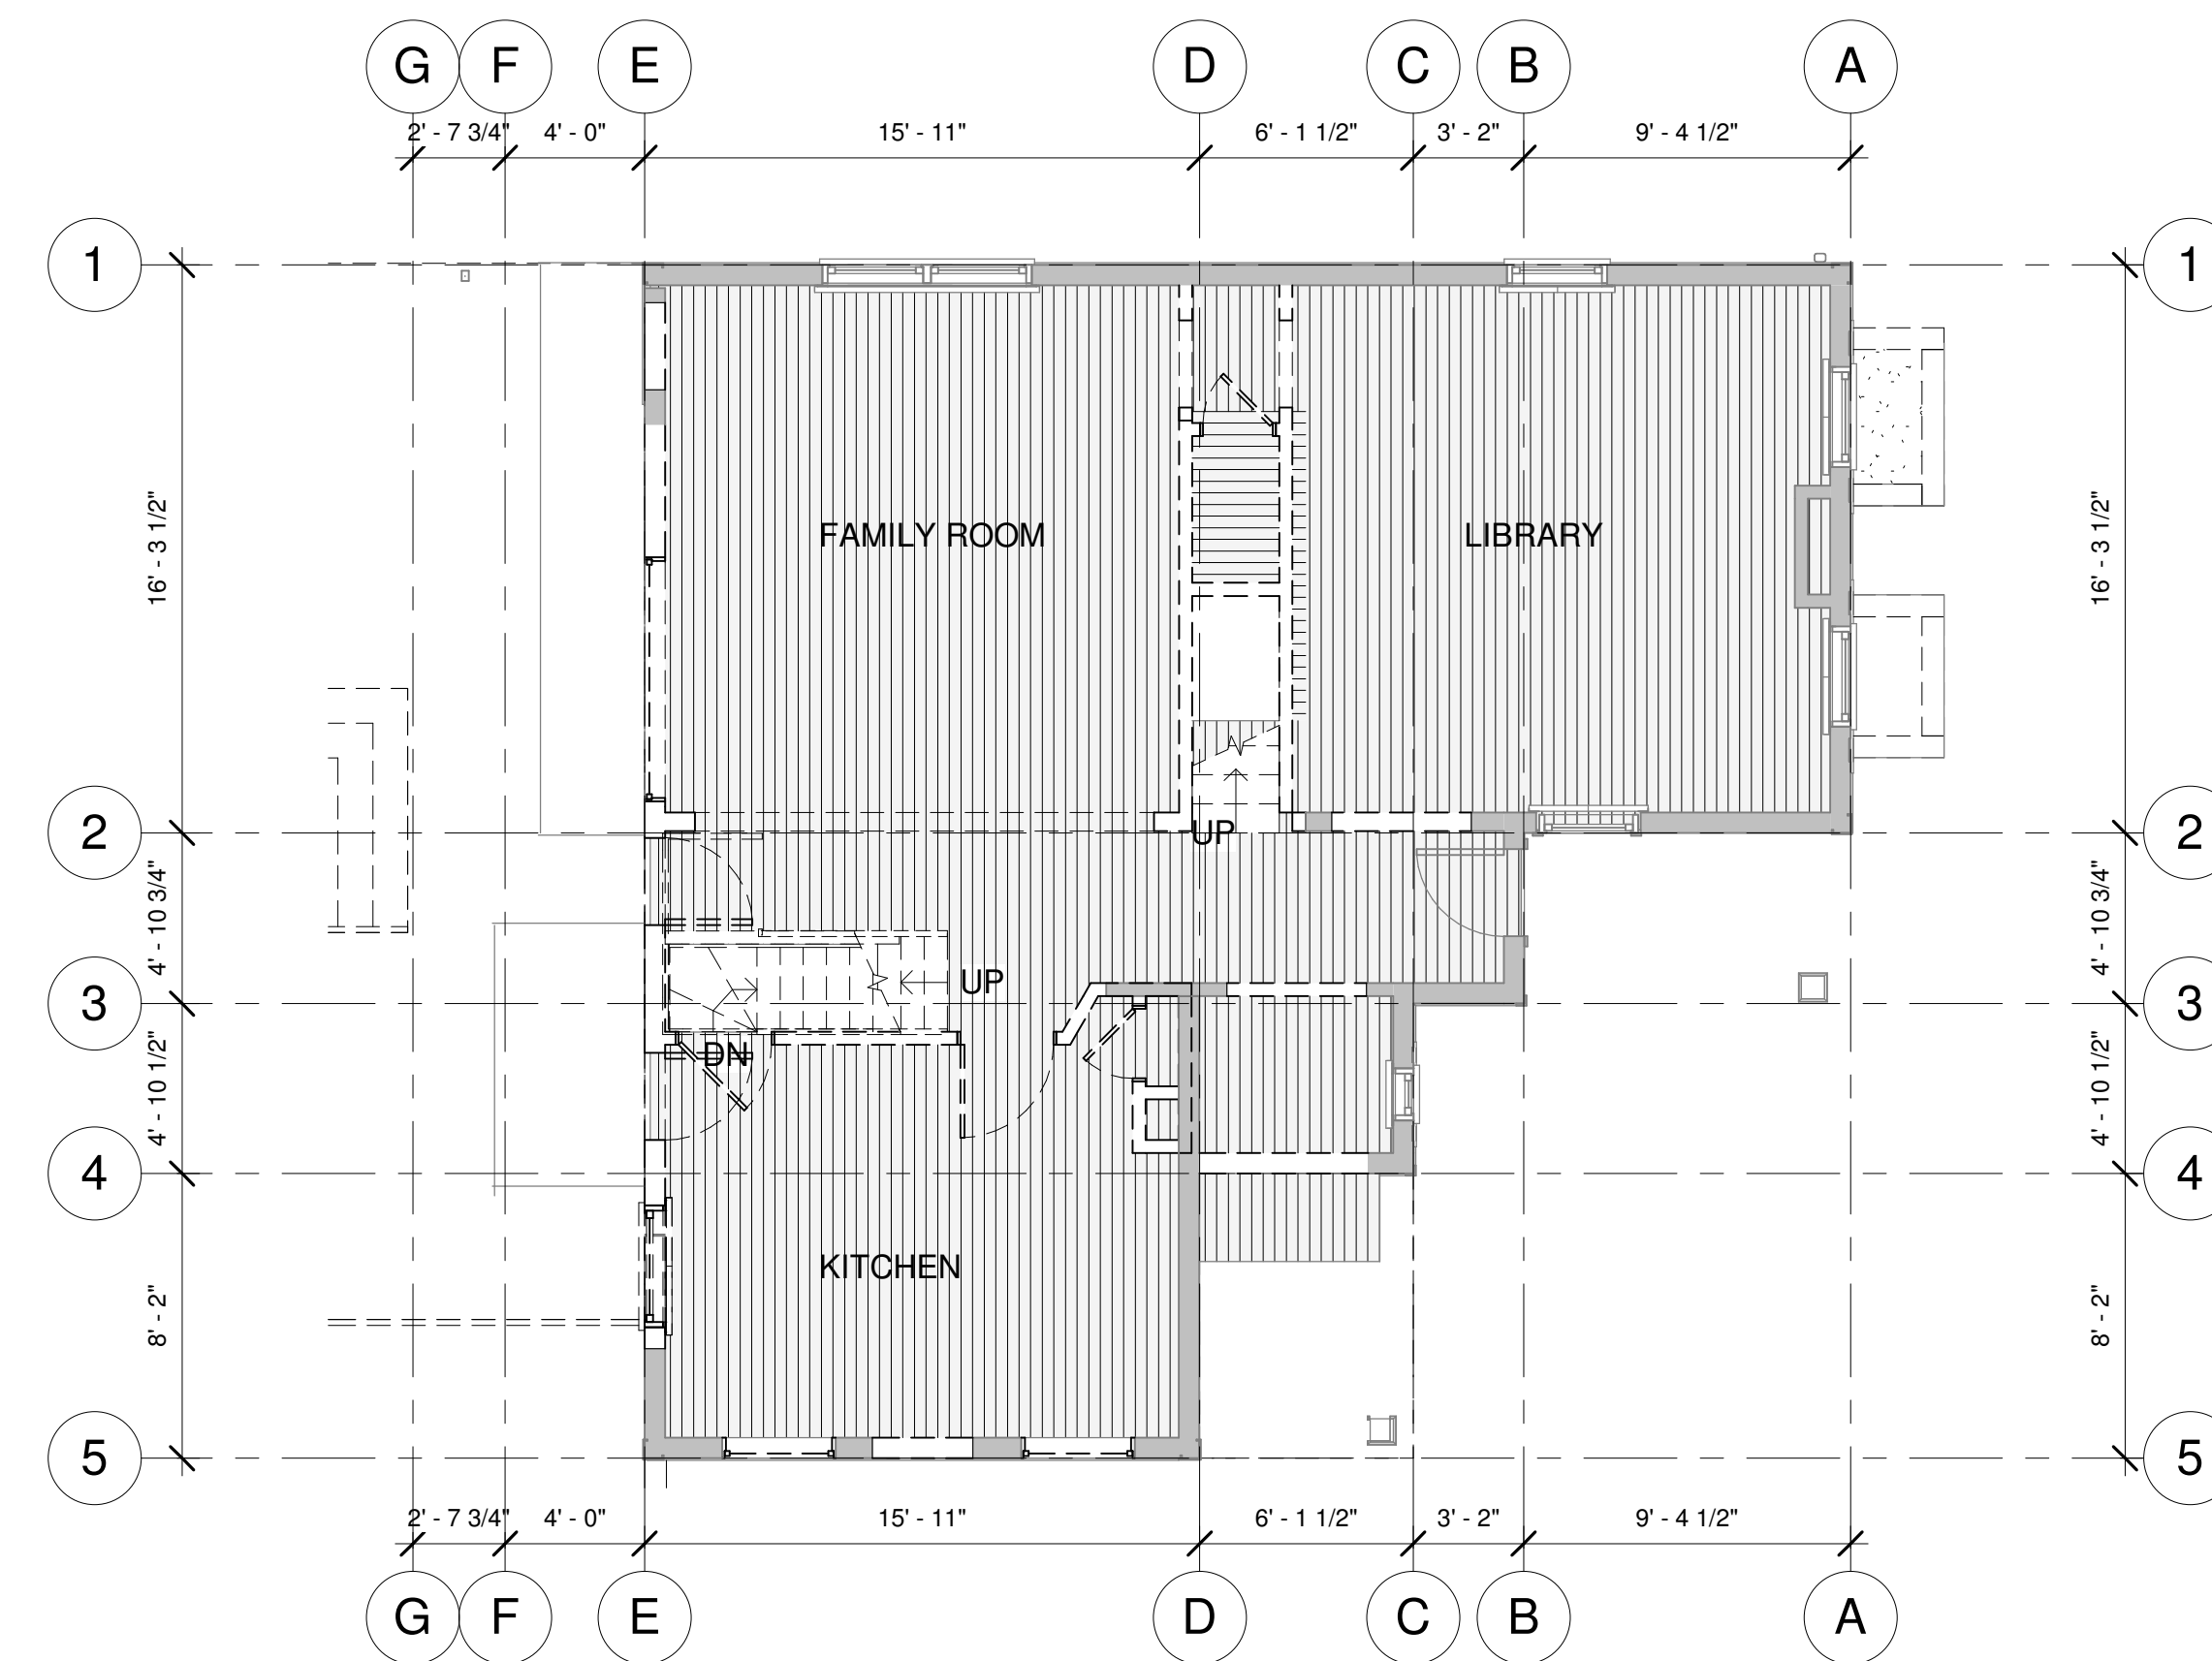 G F E D C B A
2' - 7 3/4" 4' - 0" 15' - 11" 6' - 1 1/2" 3' - 2" 9' - 4 1/2"
1 1
16' - 3 1/2" 16' - 3 1/2"
FAMILY ROOM LIBRARY
UP
2 2
4' - 10 3/4" 4' - 10 3/4"
UP
3 3
DN
4' - 10 1/2" 4' - 10 1/2"
4 4
KITCHEN
8' - 2" 8' - 2"
5 5
2' - 7 3/4" 4' - 0" 15' - 11" 6' - 1 1/2" 3' - 2" 9' - 4 1/2"
G F E D C B A